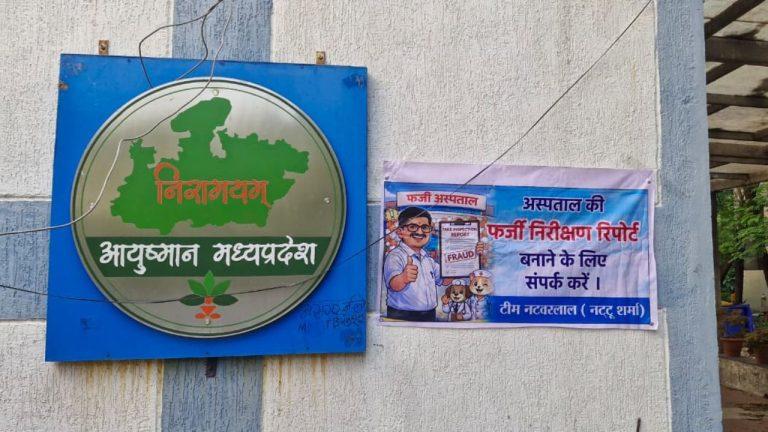 निरामयम्
आयुष्मान मध्यप्रदेश
फर्जी अस्पताल
FAKE INSPECTION
REPORT
FRAUD
अस्पताल की
फर्जी निरीक्षण रिपोर्ट
बनाने के लिए
संपर्क करें ।
टीम नटवरलाल ( नटटू शर्मा)